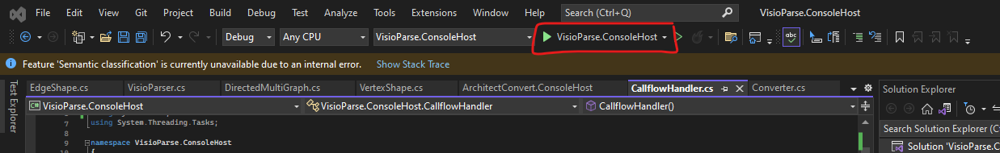 File Edit View Git Project Build Debug Test Analyze Tools Extensions Window Help Search (Ctrl+Q) VisioParse.ConsoleHost
Debug Any CPU VisioParse.ConsoleHost VisioParse.ConsoleHost abc
Feature 'Semantic classification' is currently unavailable due to an internal error. Show Stack Trace
Test Explorer
EdgeShape.cs VisioParser.cs DirectedMultiGraph.cs VertexShape.cs ArchitectConvert.ConsoleHost CallflowHandler.cs Converter.cs
Solution Explorer
C# VisioParse.ConsoleHost VisioParse.ConsoleHost.CallflowHandler CallflowHandler()
7 using System.Threading.Tasks;
8
9 namespace VisioParse.ConsoleHost
10 {
Search Solution Explorer (Ctrl
Solution 'VisioParse.C